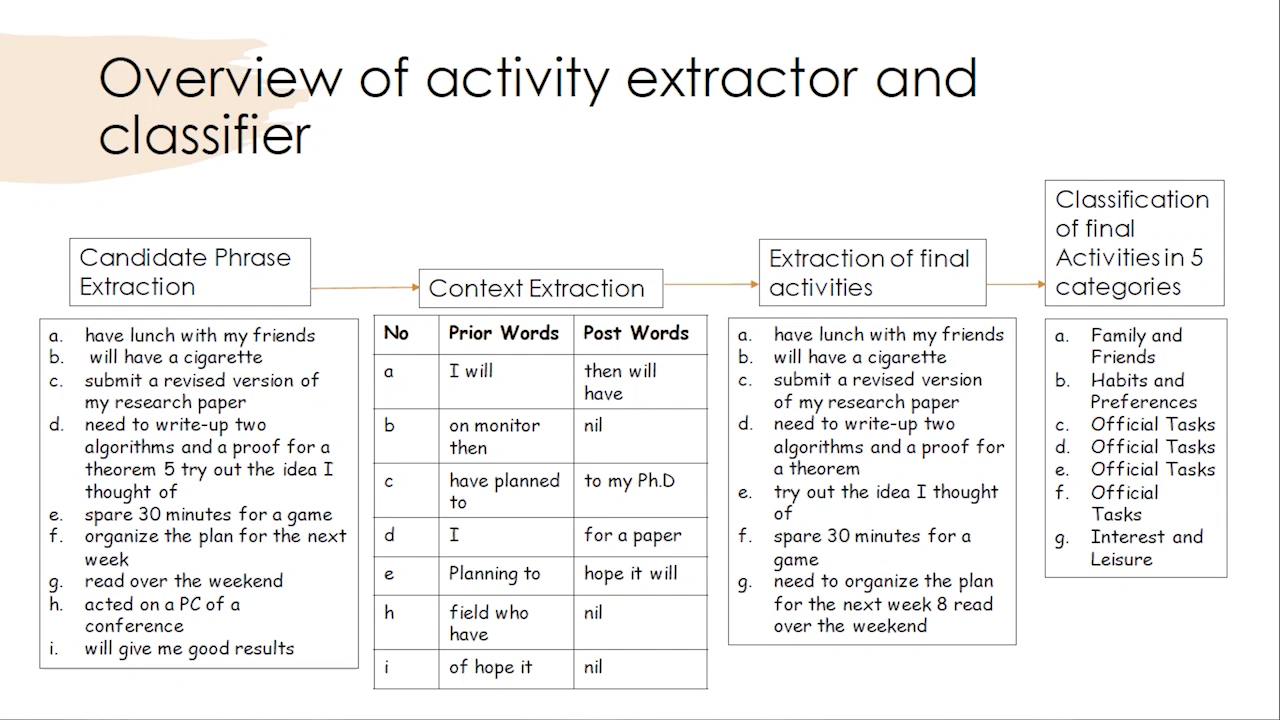 Overview of activity extractor and
classifier
Candidate Phrase
Extraction
a. have lunch with my friends
b. will have a cigarette
c. submit a revised version of
my research paper
d. need to write-up two
algorithms and a proof for a
theorem 5 try out the idea I
thought of
e. spare 30 minutes for a game
f. organize the plan for the next
week
g. read over the weekend
h. acted on a PC of a
conference
i. will give me good results
Context Extraction
No Prior Words Post Words
a I will then will
have
b on monitor
then nil
c have planned
to to my Ph.D
d I for a paper
e Planning to hope it will
h field who
have nil
i of hope it nil
Extraction of final
activities
a. have lunch with my friends
b. will have a cigarette
c. submit a revised version
of my research paper
d. need to write-up two
algorithms and a proof for
a theorem
e. try out the idea I thought
of
f. spare 30 minutes for a
game
g. need to organize the plan
for the next week 8 read
over the weekend
Classification
of final
Activities in 5
categories
a. Family and
Friends
b. Habits and
Preferences
c. Official Tasks
d. Official Tasks
e. Official Tasks
f. Official
Tasks
g. Interest and
Leisure